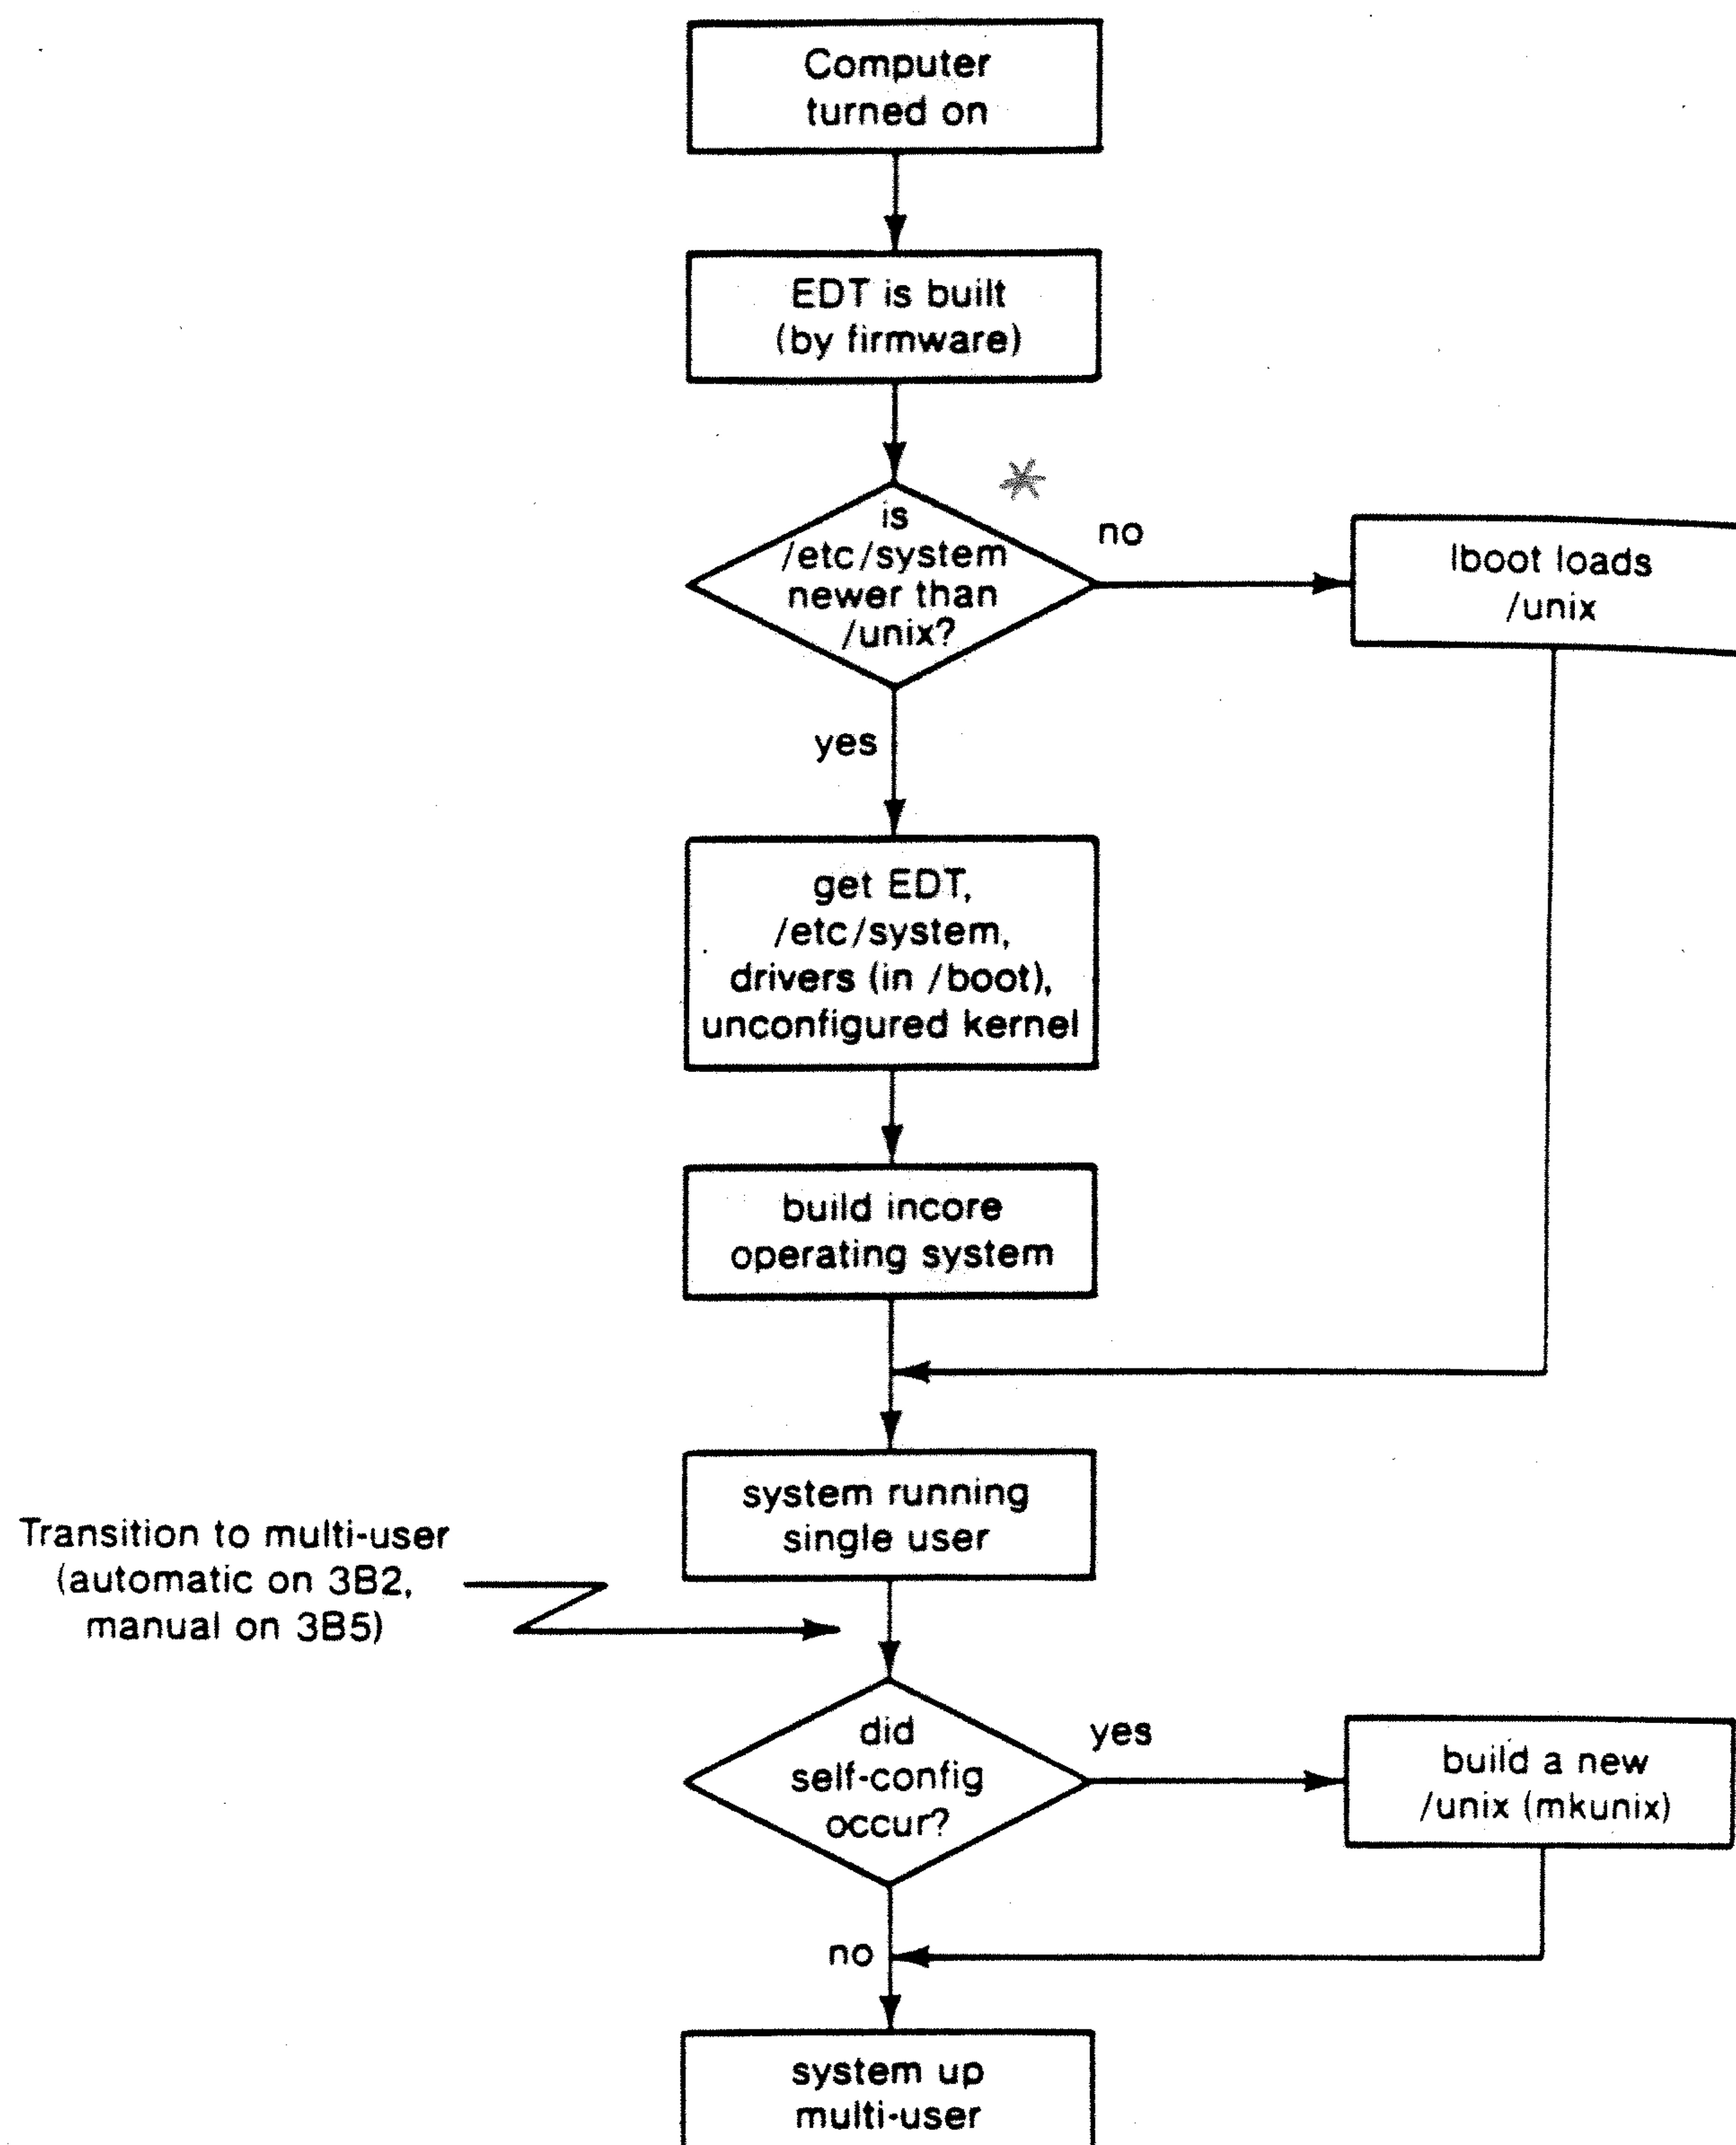 Computer
turned on
EDT is built
(by firmware)
*
is
/etc/system
newer than
/unix?
no
lboot loads
/unix
yes
get EDT,
/etc/system,
drivers (in /boot),
unconfigured kernel
build incore
operating system
system running
single user
Transition to multi-user
(automatic on 3B2,
manual on 3B5)
did
self-config
occur?
yes
build a new
/unix (mkunix)
no
system up
multi-user